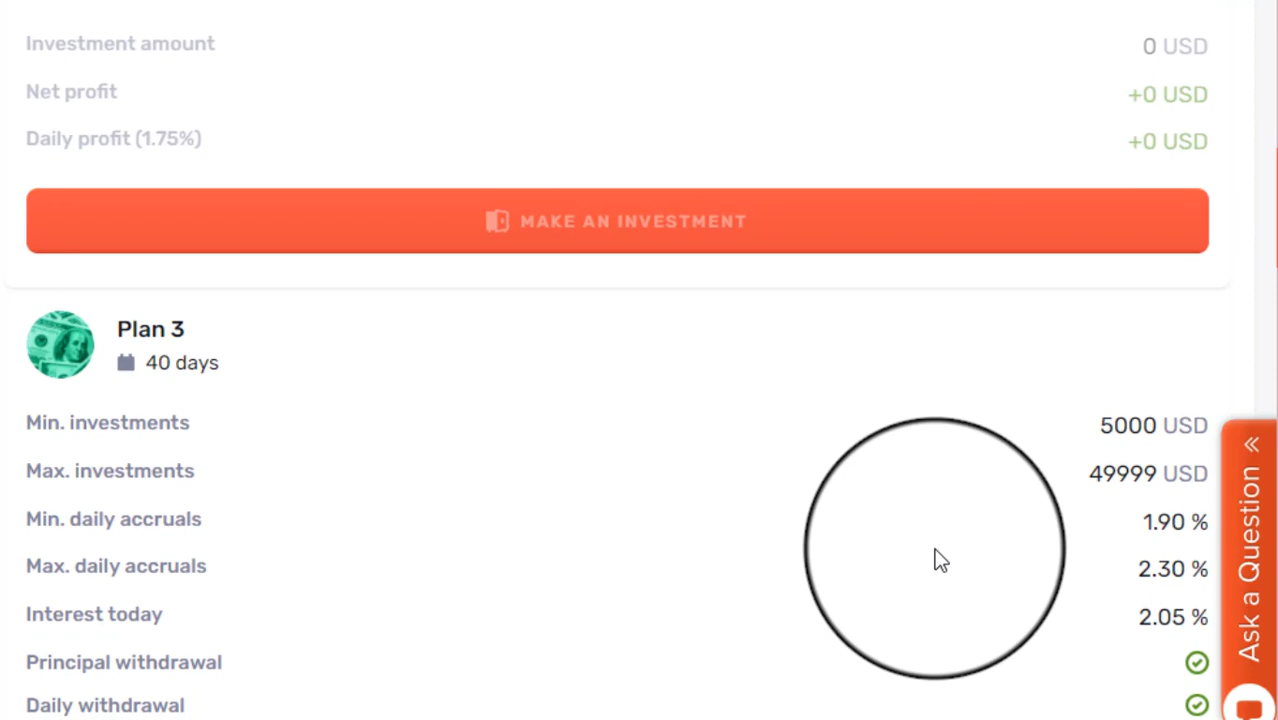 Investment amount 0 USD
Net profit +0 USD
Daily profit (1.75%) +0 USD
MAKE AN INVESTMENT
Plan 3
40 days
Min. investments 5000 USD
Max. investments 49999 USD
Min. daily accruals 1.90 %
Max. daily accruals 2.30 %
Interest today 2.05 %
Principal withdrawal
Daily withdrawal
Ask a Question